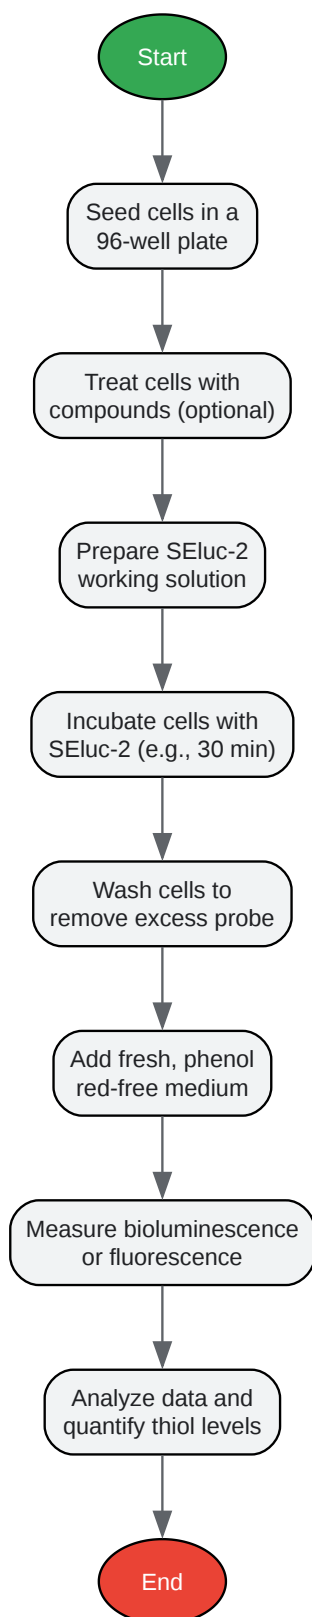 Start
Seed cells in a
96-well plate
Treat cells with
compounds (optional)
Prepare SEluc-2
working solution
Incubate cells with
SEluc-2 (e.g., 30 min)
Wash cells to
remove excess probe
Add fresh, phenol
red-free medium
Measure bioluminescence
or fluorescence
Analyze data and
quantify thiol levels
End